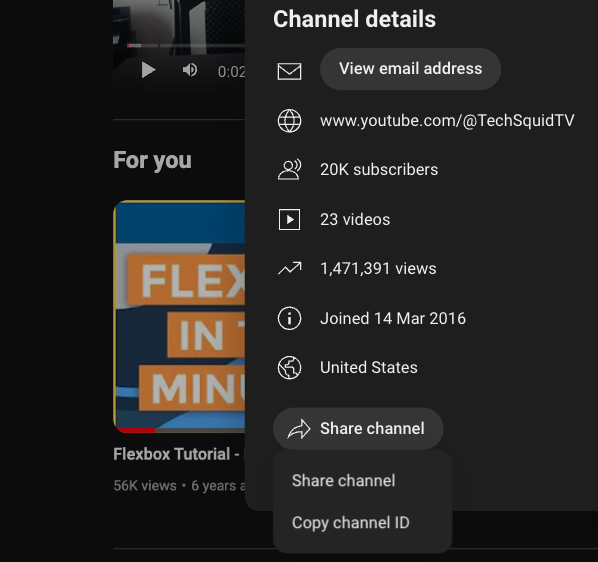 Channel details
View email address
0:02
www.youtube.com/@TechSquidTV
For you
20K subscribers
23 videos
1,471,391 views
FLEX
IN
MINU
Joined 14 Mar 2016
United States
Share channel
Flexbox Tutorial -
56K views • 6 years
Share channel
Copy channel ID